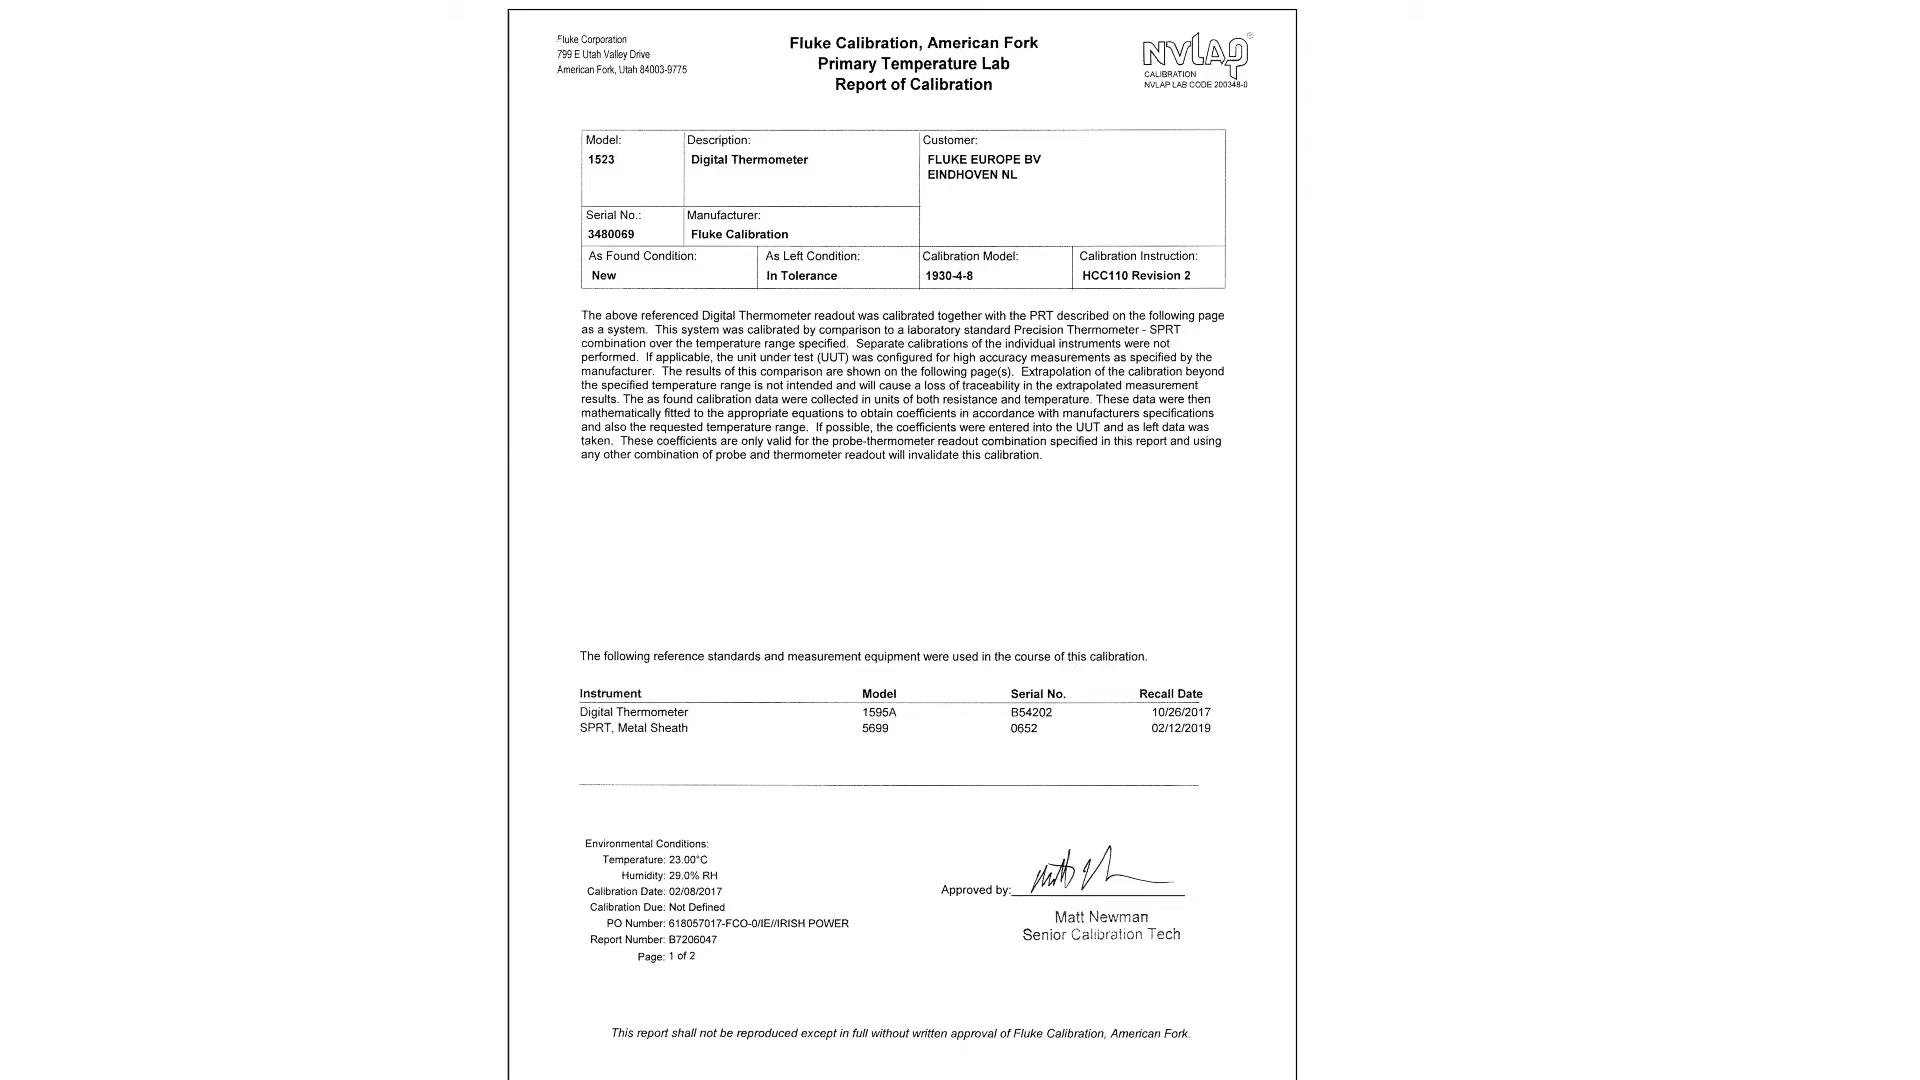 Fluke Corporation
799 E Utah Valley Drive
American Fork, Utah 84003-9775
Fluke Calibration, American Fork
Primary Temperature Lab
Report of Calibration
NVLAP®
CALIBRATION
NVLAP LAB CODE 200348-0
Model:
1523
Description:
Digital Thermometer
Customer:
FLUKE EUROPE BV
EINDHOVEN NL
Serial No.:
3480069
Manufacturer:
Fluke Calibration
As Found Condition:
New
As Left Condition:
In Tolerance
Calibration Model:
1930-4-8
Calibration Instruction:
HCC110 Revision 2
The above referenced Digital Thermometer readout was calibrated together with the PRT described on the following page
as a system. This system was calibrated by comparison to a laboratory standard Precision Thermometer - SPRT
combination over the temperature range specified. Separate calibrations of the individual instruments were not
performed. If applicable, the unit under test (UUT) was configured for high accuracy measurements as specified by the
manufacturer. The results of this comparison are shown on the following page(s). Extrapolation of the calibration beyond
the specified temperature range is not intended and will cause a loss of traceability in the extrapolated measurement
results. The as found calibration data were collected in units of both resistance and temperature. These data were then
mathematically fitted to the appropriate equations to obtain coefficients in accordance with manufacturers specifications
and also the requested temperature range. If possible, the coefficients were entered into the UUT and as left data was
taken. These coefficients are only valid for the probe-thermometer readout combination specified in this report and using
any other combination of probe and thermometer readout will invalidate this calibration.
The following reference standards and measurement equipment were used in the course of this calibration.
Instrument Model Serial No. Recall Date
Digital Thermometer 1595A B54202 10/26/2017
SPRT, Metal Sheath 5699 0652 02/12/2019
Environmental Conditions:
Temperature: 23.00°C
Humidity: 29.0% RH
Calibration Date: 02/08/2017
Calibration Due: Not Defined
PO Number: 618057017-FCO-0/IE//IRISH POWER
Report Number: B7206047
Page: 1 of 2
Approved by:
Matt Newman
Senior Calibration Tech
This report shall not be reproduced except in full without written approval of Fluke Calibration, American Fork.